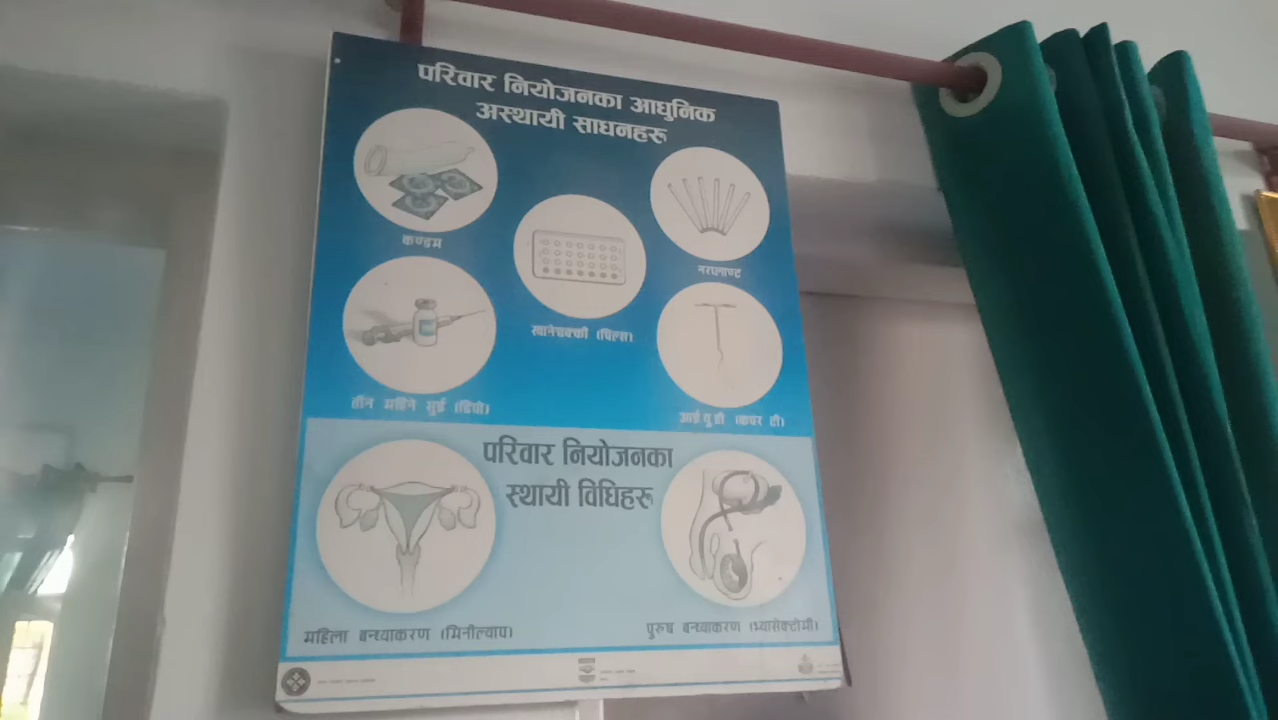 परिवार नियोजनका आधुनिक
अस्थायी साधनहरु
कण्डम
नरप्लाण्ट
खानेचक्की (पिल्स)
तीन महिने सुई (डिपो)
आई यु डी (कपर टी)
परिवार नियोजनका
स्थायी विधिहरु
महिला बन्ध्याकरण (मिनील्याप)
पुरुष बन्ध्याकरण (भ्यासेक्टोमी)